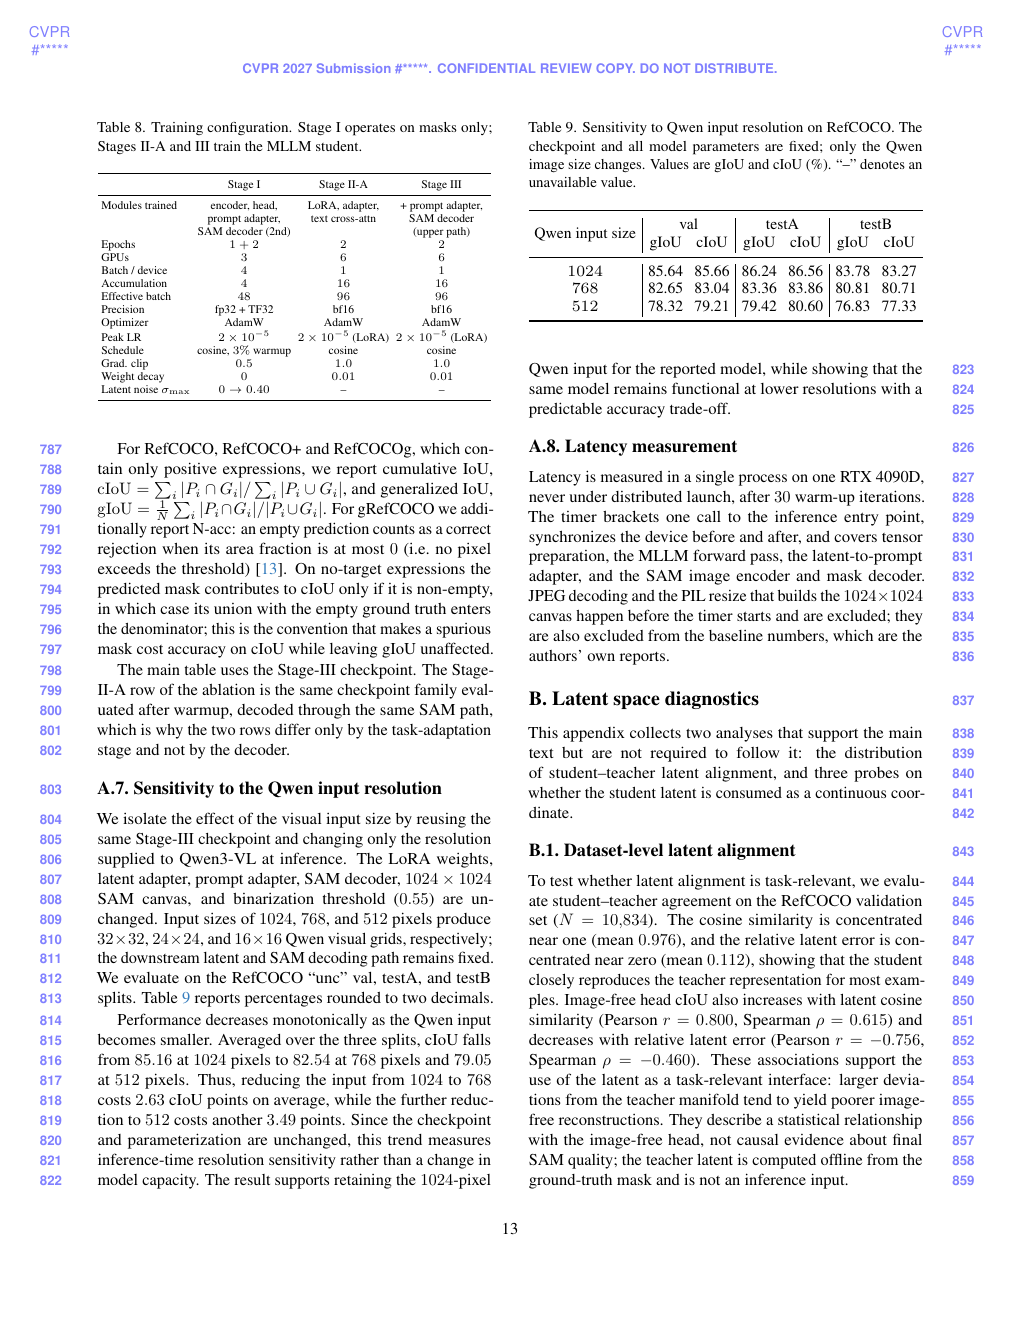 CVPR
#*****
CVPR
#*****
CVPR 2027 Submission #*****. CONFIDENTIAL REVIEW COPY. DO NOT DISTRIBUTE.
Table 8. Training configuration. Stage I operates on masks only;
Stages II-A and III train the MLLM student.
Stage I Stage II-A Stage III
Modules trained encoder, head, LoRA, adapter, + prompt adapter,
prompt adapter, text cross-attn SAM decoder
SAM decoder (2nd) (upper path)
Epochs 1 + 2 2 2
GPUs 3 6 6
Batch / device 4 1 1
Accumulation 4 16 16
Effective batch 48 96 96
Precision fp32 + TF32 bf16 bf16
Optimizer AdamW AdamW AdamW
Peak LR 2 × 10⁻⁵ 2 × 10⁻⁵ (LoRA) 2 × 10⁻⁵ (LoRA)
Schedule cosine, 3% warmup cosine cosine
Grad. clip 0.5 1.0 1.0
Weight decay 0 0.01 0.01
Latent noise σmax 0 → 0.40 – –
787 For RefCOCO, RefCOCO+ and RefCOCOg, which con-
788 tain only positive expressions, we report cumulative IoU,
789 cIoU = ∑ᵢ |Pᵢ ∩ Gᵢ|/ ∑ᵢ |Pᵢ ∪ Gᵢ|, and generalized IoU,
790 gIoU = 1/N ∑ᵢ |Pᵢ∩Gᵢ|/|Pᵢ∪Gᵢ|. For gRefCOCO we addi-
791 tionally report N-acc: an empty prediction counts as a correct
792 rejection when its area fraction is at most 0 (i.e. no pixel
793 exceeds the threshold) [13]. On no-target expressions the
794 predicted mask contributes to cIoU only if it is non-empty,
795 in which case its union with the empty ground truth enters
796 the denominator; this is the convention that makes a spurious
797 mask cost accuracy on cIoU while leaving gIoU unaffected.
798 The main table uses the Stage-III checkpoint. The Stage-
799 II-A row of the ablation is the same checkpoint family eval-
800 uated after warmup, decoded through the same SAM path,
801 which is why the two rows differ only by the task-adaptation
802 stage and not by the decoder.
803 A.7. Sensitivity to the Qwen input resolution
804 We isolate the effect of the visual input size by reusing the
805 same Stage-III checkpoint and changing only the resolution
806 supplied to Qwen3-VL at inference. The LoRA weights,
807 latent adapter, prompt adapter, SAM decoder, 1024 × 1024
808 SAM canvas, and binarization threshold (0.55) are un-
809 changed. Input sizes of 1024, 768, and 512 pixels produce
810 32×32, 24×24, and 16×16 Qwen visual grids, respectively;
811 the downstream latent and SAM decoding path remains fixed.
812 We evaluate on the RefCOCO “unc” val, testA, and testB
813 splits. Table 9 reports percentages rounded to two decimals.
814 Performance decreases monotonically as the Qwen input
815 becomes smaller. Averaged over the three splits, cIoU falls
816 from 85.16 at 1024 pixels to 82.54 at 768 pixels and 79.05
817 at 512 pixels. Thus, reducing the input from 1024 to 768
818 costs 2.63 cIoU points on average, while the further reduc-
819 tion to 512 costs another 3.49 points. Since the checkpoint
820 and parameterization are unchanged, this trend measures
821 inference-time resolution sensitivity rather than a change in
822 model capacity. The result supports retaining the 1024-pixel
Table 9. Sensitivity to Qwen input resolution on RefCOCO. The
checkpoint and all model parameters are fixed; only the Qwen
image size changes. Values are gIoU and cIoU (%). “–” denotes an
unavailable value.
Qwen input size val testA testB
gIoU cIoU gIoU cIoU gIoU cIoU
1024 85.64 85.66 86.24 86.56 83.78 83.27
768 82.65 83.04 83.36 83.86 80.81 80.71
512 78.32 79.21 79.42 80.60 76.83 77.33
Qwen input for the reported model, while showing that the 823
same model remains functional at lower resolutions with a 824
predictable accuracy trade-off. 825
A.8. Latency measurement 826
Latency is measured in a single process on one RTX 4090D, 827
never under distributed launch, after 30 warm-up iterations. 828
The timer brackets one call to the inference entry point, 829
synchronizes the device before and after, and covers tensor 830
preparation, the MLLM forward pass, the latent-to-prompt 831
adapter, and the SAM image encoder and mask decoder. 832
JPEG decoding and the PIL resize that builds the 1024×1024 833
canvas happen before the timer starts and are excluded; they 834
are also excluded from the baseline numbers, which are the 835
authors’ own reports. 836
B. Latent space diagnostics 837
This appendix collects two analyses that support the main 838
text but are not required to follow it: the distribution 839
of student–teacher latent alignment, and three probes on 840
whether the student latent is consumed as a continuous coor- 841
dinate. 842
B.1. Dataset-level latent alignment 843
To test whether latent alignment is task-relevant, we evalu- 844
ate student–teacher agreement on the RefCOCO validation 845
set (N = 10,834). The cosine similarity is concentrated 846
near one (mean 0.976), and the relative latent error is con- 847
centrated near zero (mean 0.112), showing that the student 848
closely reproduces the teacher representation for most exam- 849
ples. Image-free head cIoU also increases with latent cosine 850
similarity (Pearson r = 0.800, Spearman ρ = 0.615) and 851
decreases with relative latent error (Pearson r = −0.756, 852
Spearman ρ = −0.460). These associations support the 853
use of the latent as a task-relevant interface: larger devia- 854
tions from the teacher manifold tend to yield poorer image- 855
free reconstructions. They describe a statistical relationship 856
with the image-free head, not causal evidence about final 857
SAM quality; the teacher latent is computed offline from the 858
ground-truth mask and is not an inference input. 859
13